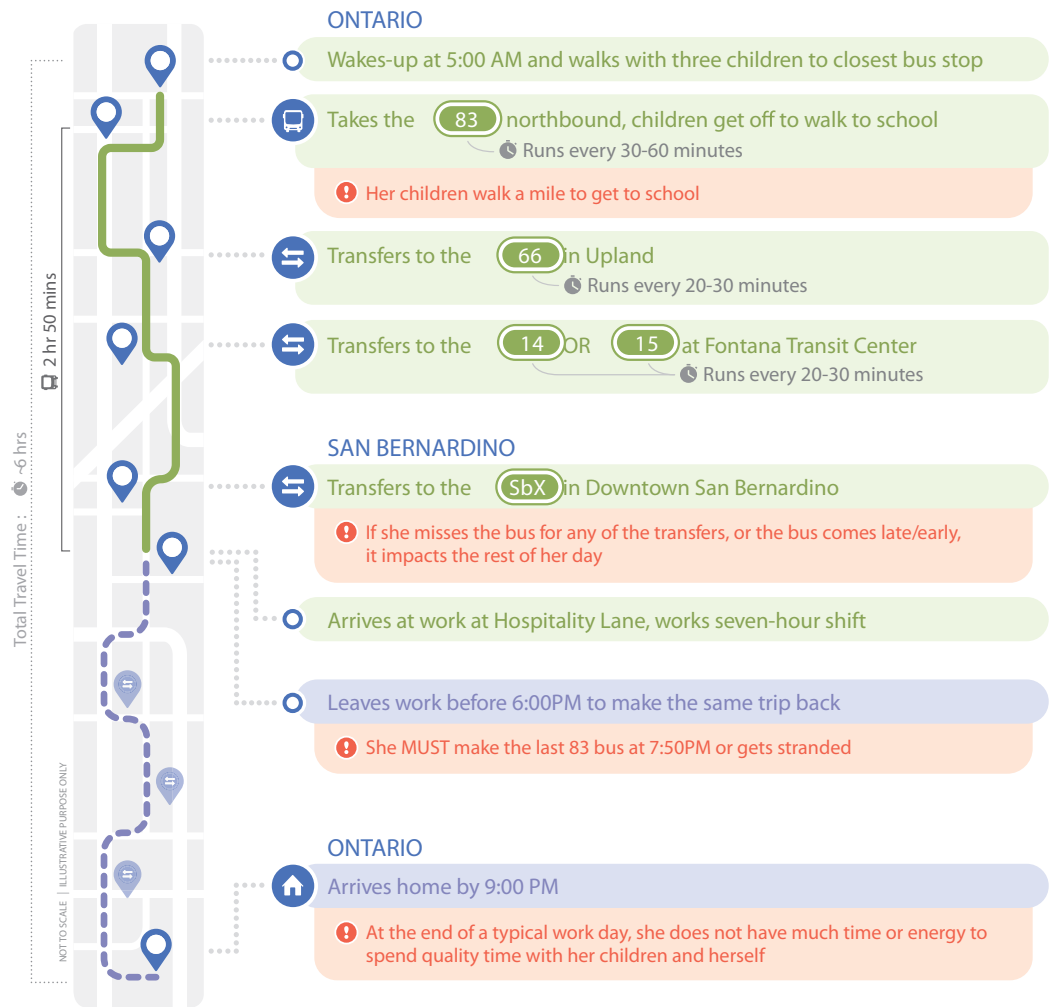 ONTARIO
Wakes-up at 5:00 AM and walks with three children to closest bus stop
Takes the 83 northbound, children get off to walk to school
Runs every 30-60 minutes
Her children walk a mile to get to school
Transfers to the 66 in Upland
Runs every 20-30 minutes
Transfers to the 14 OR 15 at Fontana Transit Center
Runs every 20-30 minutes
2 hr 50 mins
Total Travel Time : ~6 hrs
SAN BERNARDINO
Transfers to the SbX in Downtown San Bernardino
If she misses the bus for any of the transfers, or the bus comes late/early,
it impacts the rest of her day
Arrives at work at Hospitality Lane, works seven-hour shift
Leaves work before 6:00PM to make the same trip back
She MUST make the last 83 bus at 7:50PM or gets stranded
NOT TO SCALE | ILLUSTRATIVE PURPOSE ONLY
ONTARIO
Arrives home by 9:00 PM
At the end of a typical work day, she does not have much time or energy to
spend quality time with her children and herself